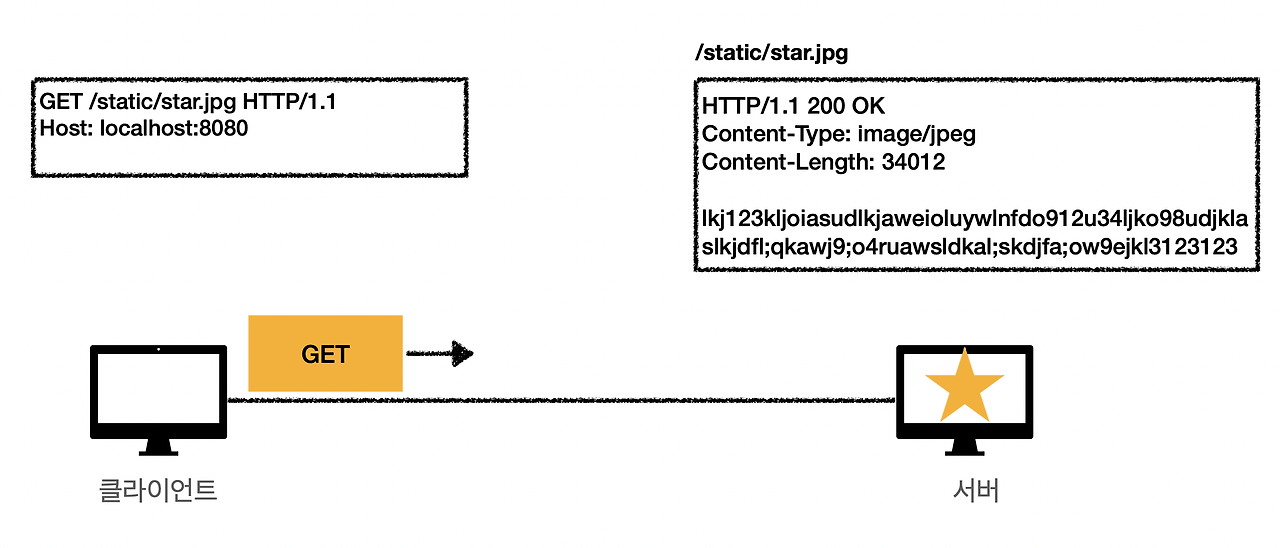 /static/star.jpg
GET /static/star.jpg HTTP/1.1
Host: localhost:8080
HTTP/1.1 200 OK
Content-Type: image/jpeg
Content-Length: 34012
lkj123kljoiasudlkjaweioluywlnfdo912u34ljko98udjkla
slkjdfl;qkawj9;o4ruawsldkal;skdjfa;ow9ejkl3123123
GET
클라이언트
서버